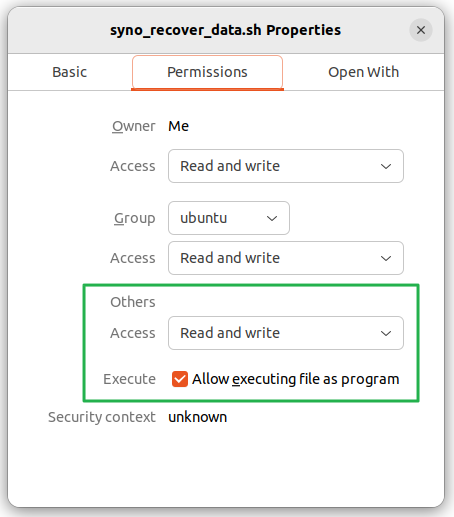 syno_recover_data.sh Properties
Basic Permissions Open With
Owner Me
Access Read and write
Group ubuntu
Access Read and write
Others
Access Read and write
Execute Allow executing file as program
Security context unknown